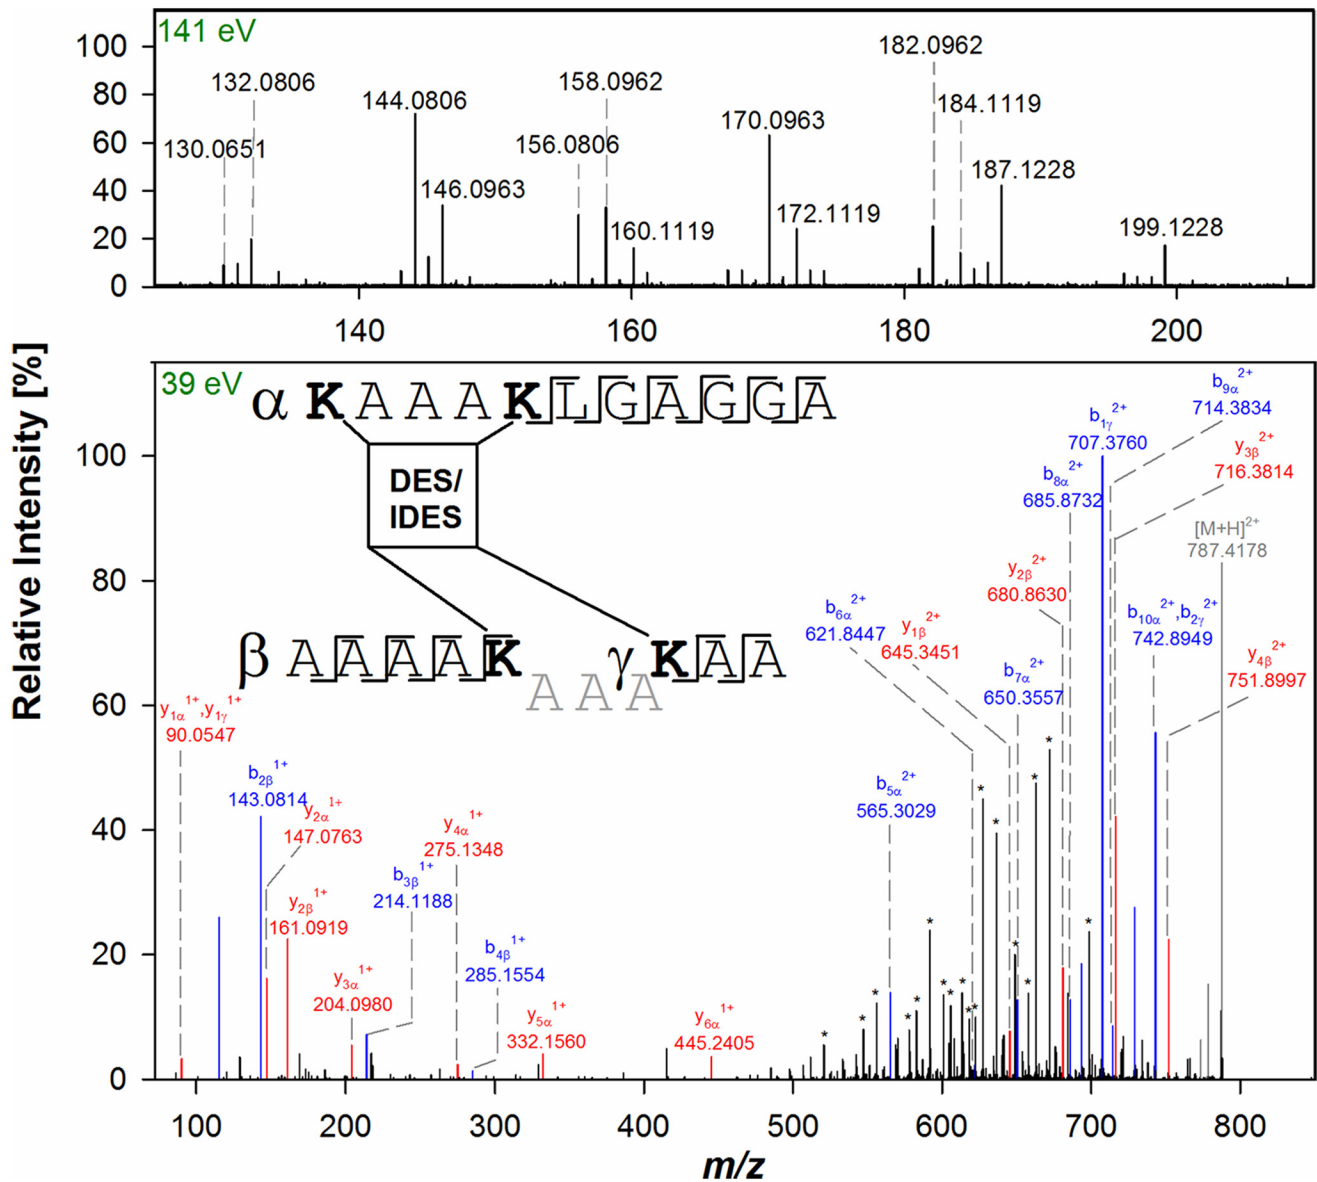 141 eV
100
80
60
40
20
0
130.0651
132.0806
144.0806
146.0963
156.0806
158.0962
160.1119
170.0963
172.1119
182.0962
184.1119
187.1228
199.1228
140 160 180 200
Relative Intensity [%]
39 eV
100
80
60
40
20
0
α K A A A K L G A G G A
DES/
IDES
β A A A A K γ K A A
A A A
y1α1+,y1γ1+
90.0547
b2β1+
143.0814
y2α1+
147.0763
y2β1+
161.0919
y3α1+
204.0980
b3β1+
214.1188
y4α1+
275.1348
b4β1+
285.1554
y5α1+
332.1560
y6α1+
445.2405
b5α2+
565.3029
b6α2+
621.8447
y1β2+
645.3451
b7α2+
650.3557
y2β2+
680.8630
b8α2+
685.8732
b1γ2+
707.3760
b9α2+
714.3834
y3β2+
716.3814
[M+H]2+
787.4178
b10α2+,b2γ2+
742.8949
y4β2+
751.8997
* * * * * * * * * * * * * * * * * *
100 200 300 400 500 600 700 800
m/z